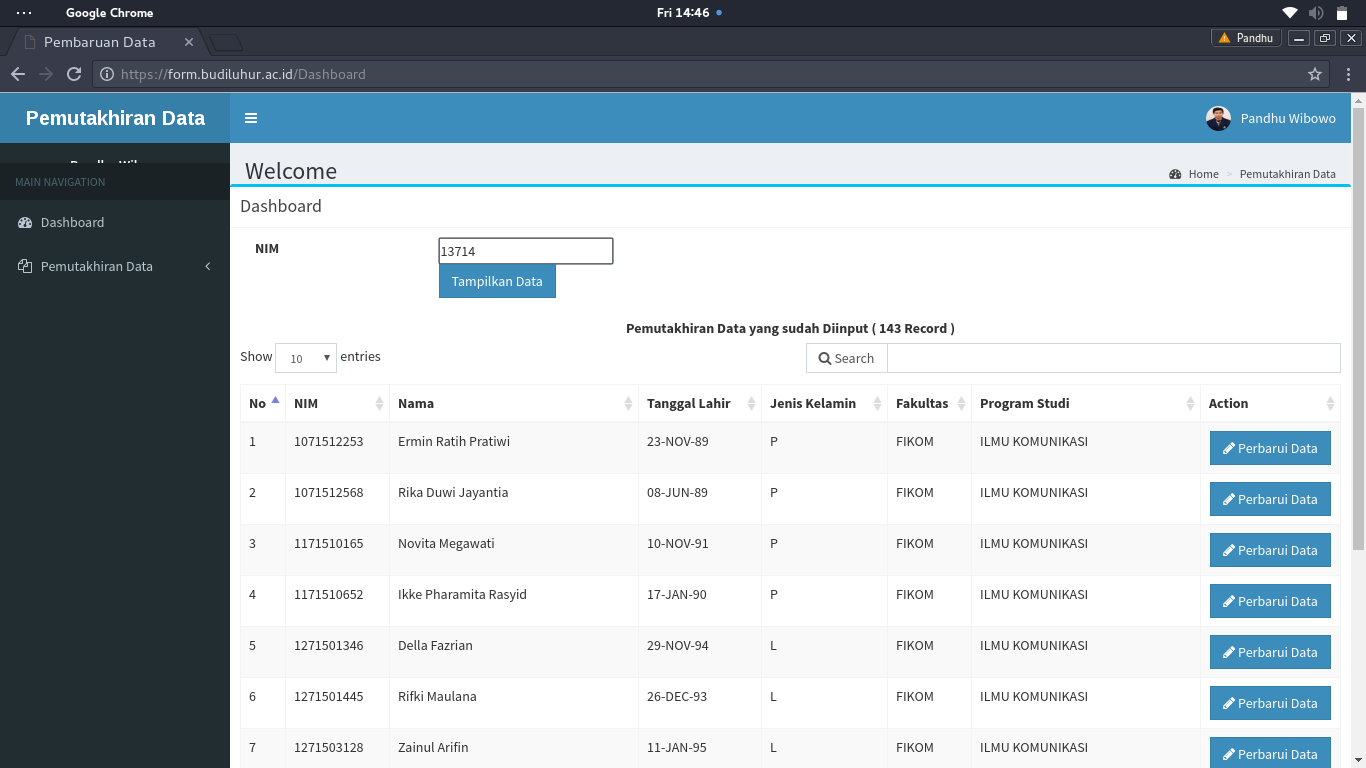 Google Chrome
Fri 14:46
Pembaruan Data
Pandhu
https://form.budiluhur.ac.id/Dashboard
Pemutakhiran Data
Pandhu Wibowo
MAIN NAVIGATION
Dashboard
Pemutakhiran Data
Welcome
Home > Pemutakhiran Data
Dashboard
NIM
13714
Tampilkan Data
Pemutakhiran Data yang sudah Diinput ( 143 Record )
Show 10 entries
Search
No NIM Nama Tanggal Lahir Jenis Kelamin Fakultas Program Studi Action
1 1071512253 Ermin Ratih Pratiwi 23-NOV-89 P FIKOM ILMU KOMUNIKASI Perbarui Data
2 1071512568 Rika Duwi Jayantia 08-JUN-89 P FIKOM ILMU KOMUNIKASI Perbarui Data
3 1171510165 Novita Megawati 10-NOV-91 P FIKOM ILMU KOMUNIKASI Perbarui Data
4 1171510652 Ikke Pharamita Rasyid 17-JAN-90 P FIKOM ILMU KOMUNIKASI Perbarui Data
5 1271501346 Della Fazrian 29-NOV-94 L FIKOM ILMU KOMUNIKASI Perbarui Data
6 1271501445 Rifki Maulana 26-DEC-93 L FIKOM ILMU KOMUNIKASI Perbarui Data
7 1271503128 Zainul Arifin 11-JAN-95 L FIKOM ILMU KOMUNIKASI Perbarui Data